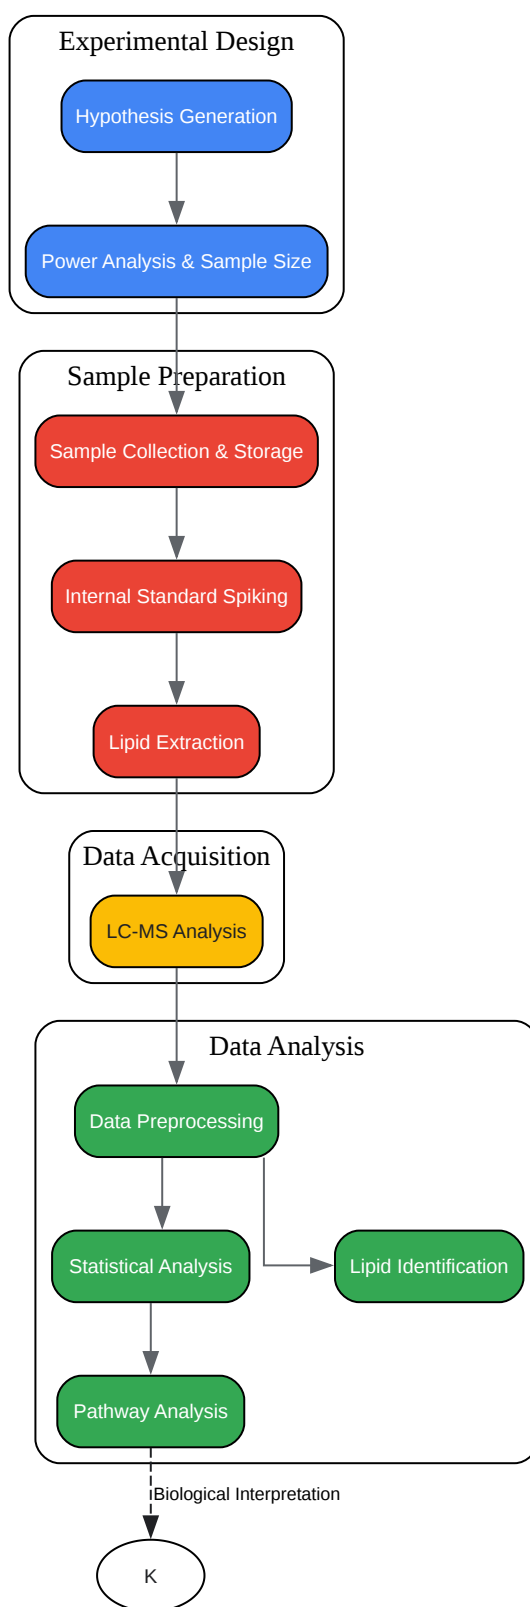 Experimental Design
Hypothesis Generation
Power Analysis & Sample Size
Sample Preparation
Sample Collection & Storage
Internal Standard Spiking
Lipid Extraction
Data Acquisition
LC-MS Analysis
Data Analysis
Data Preprocessing
Statistical Analysis
Lipid Identification
Pathway Analysis
Biological Interpretation
K